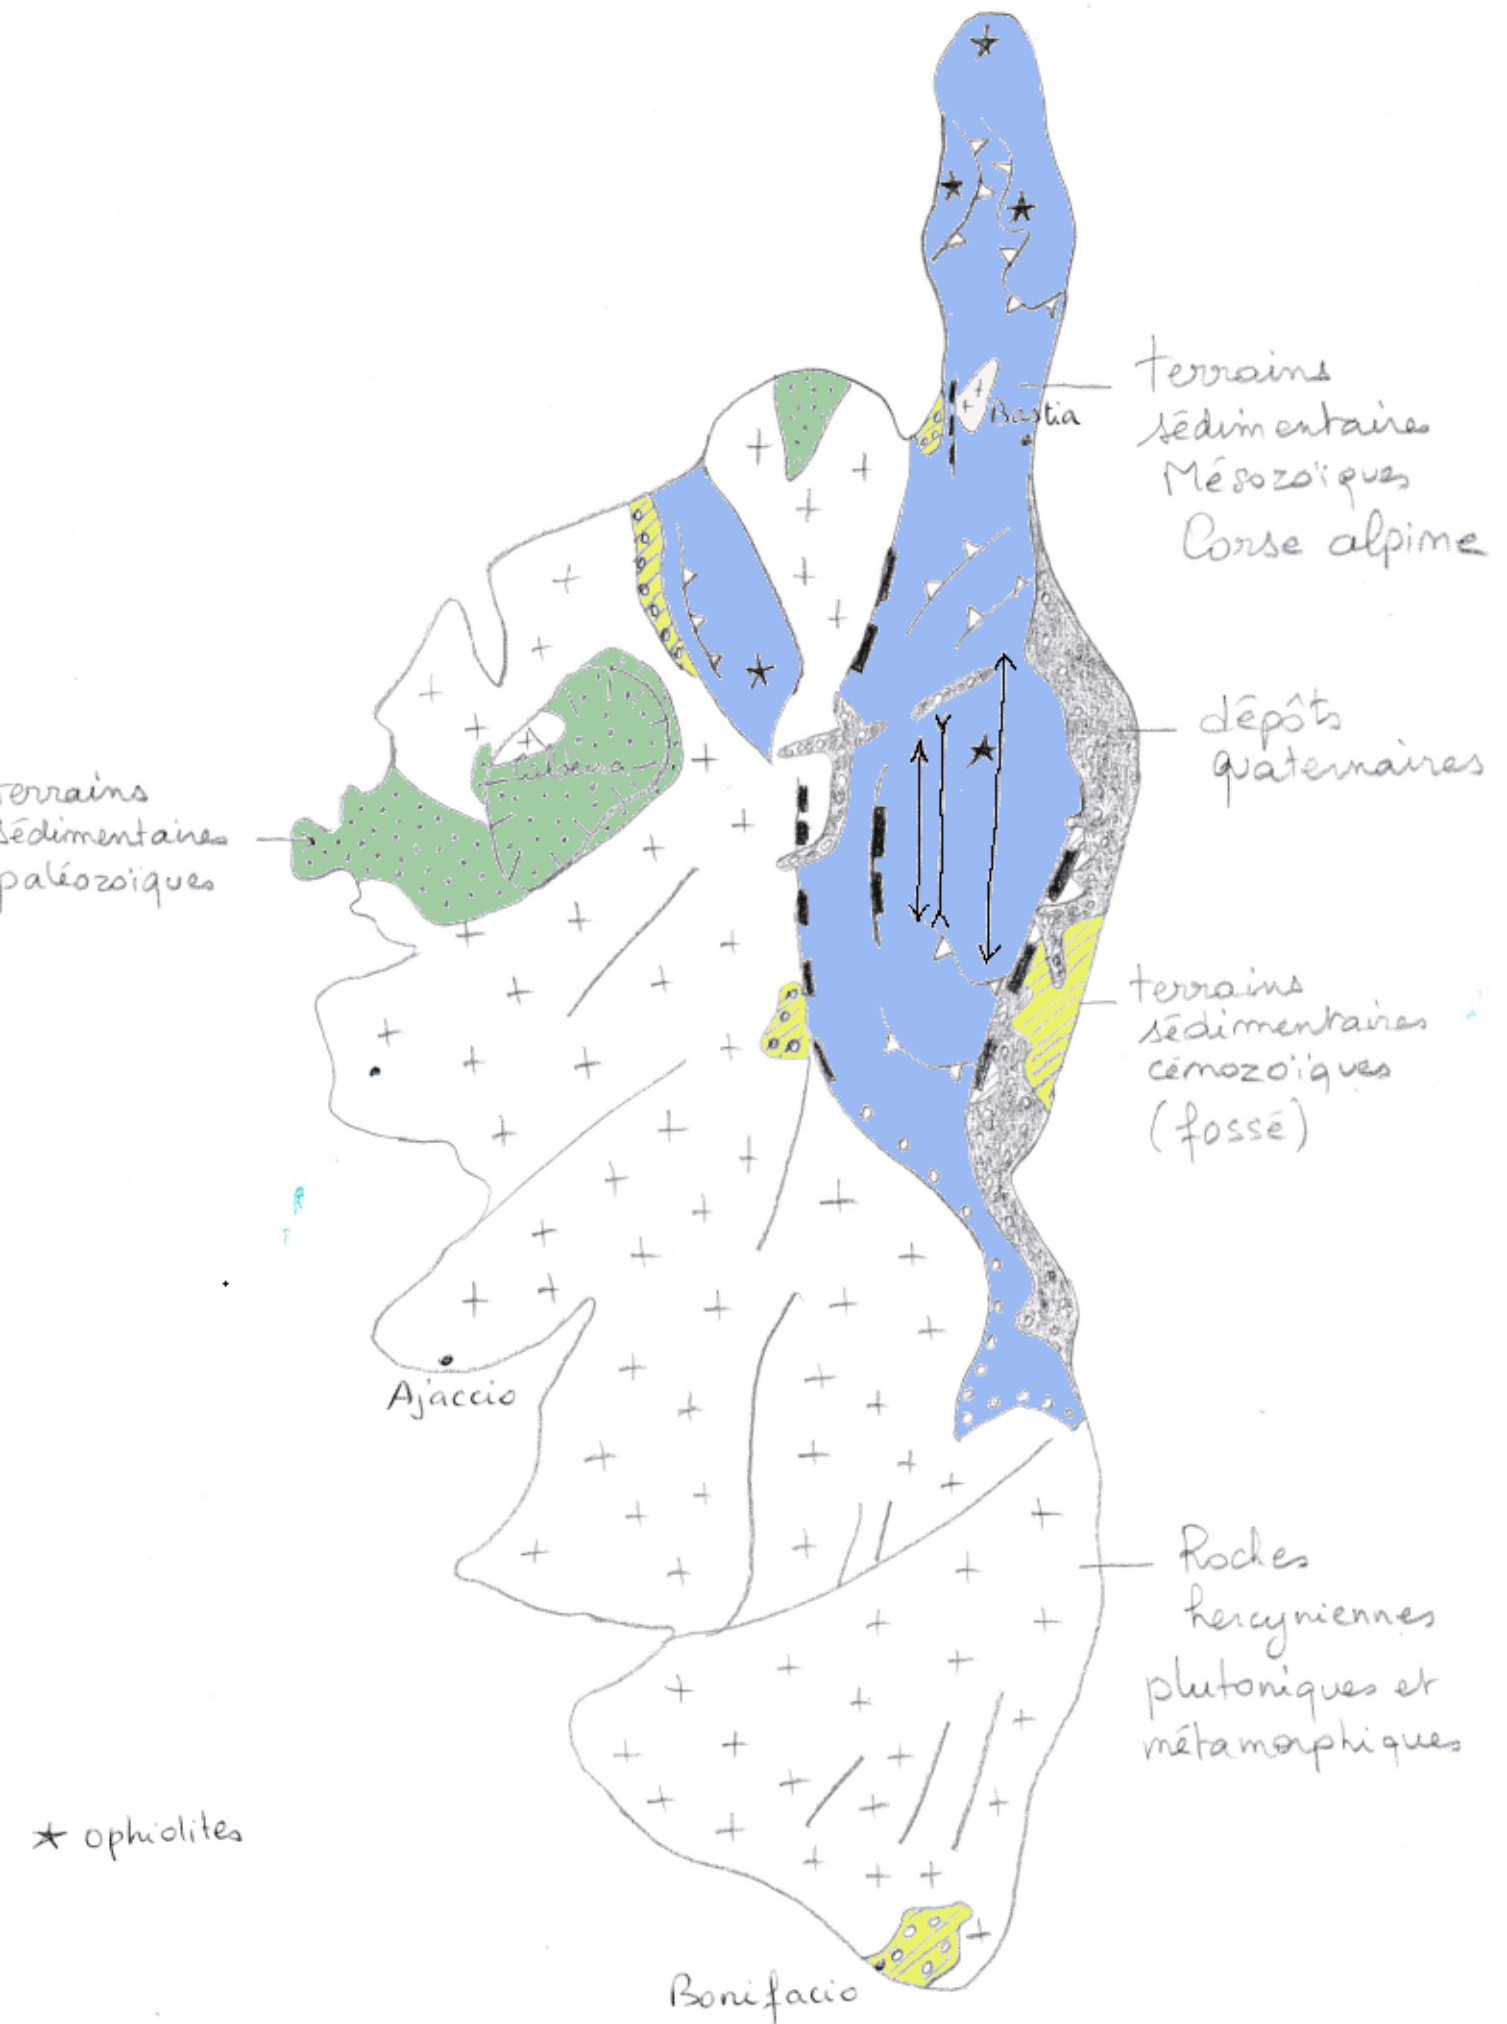 Bastia
terrains
sédimentaires
Mésozoïques
Corse alpine
dépôts
quaternaires
Caldeira
terrains
sédimentaires
paléozoïques
terrains
sédimentaires
cénozoïques
(fossé)
Ajaccio
Roches
hercyniennes
plutoniques et
métamorphiques
★ ophiolites
Bonifacio